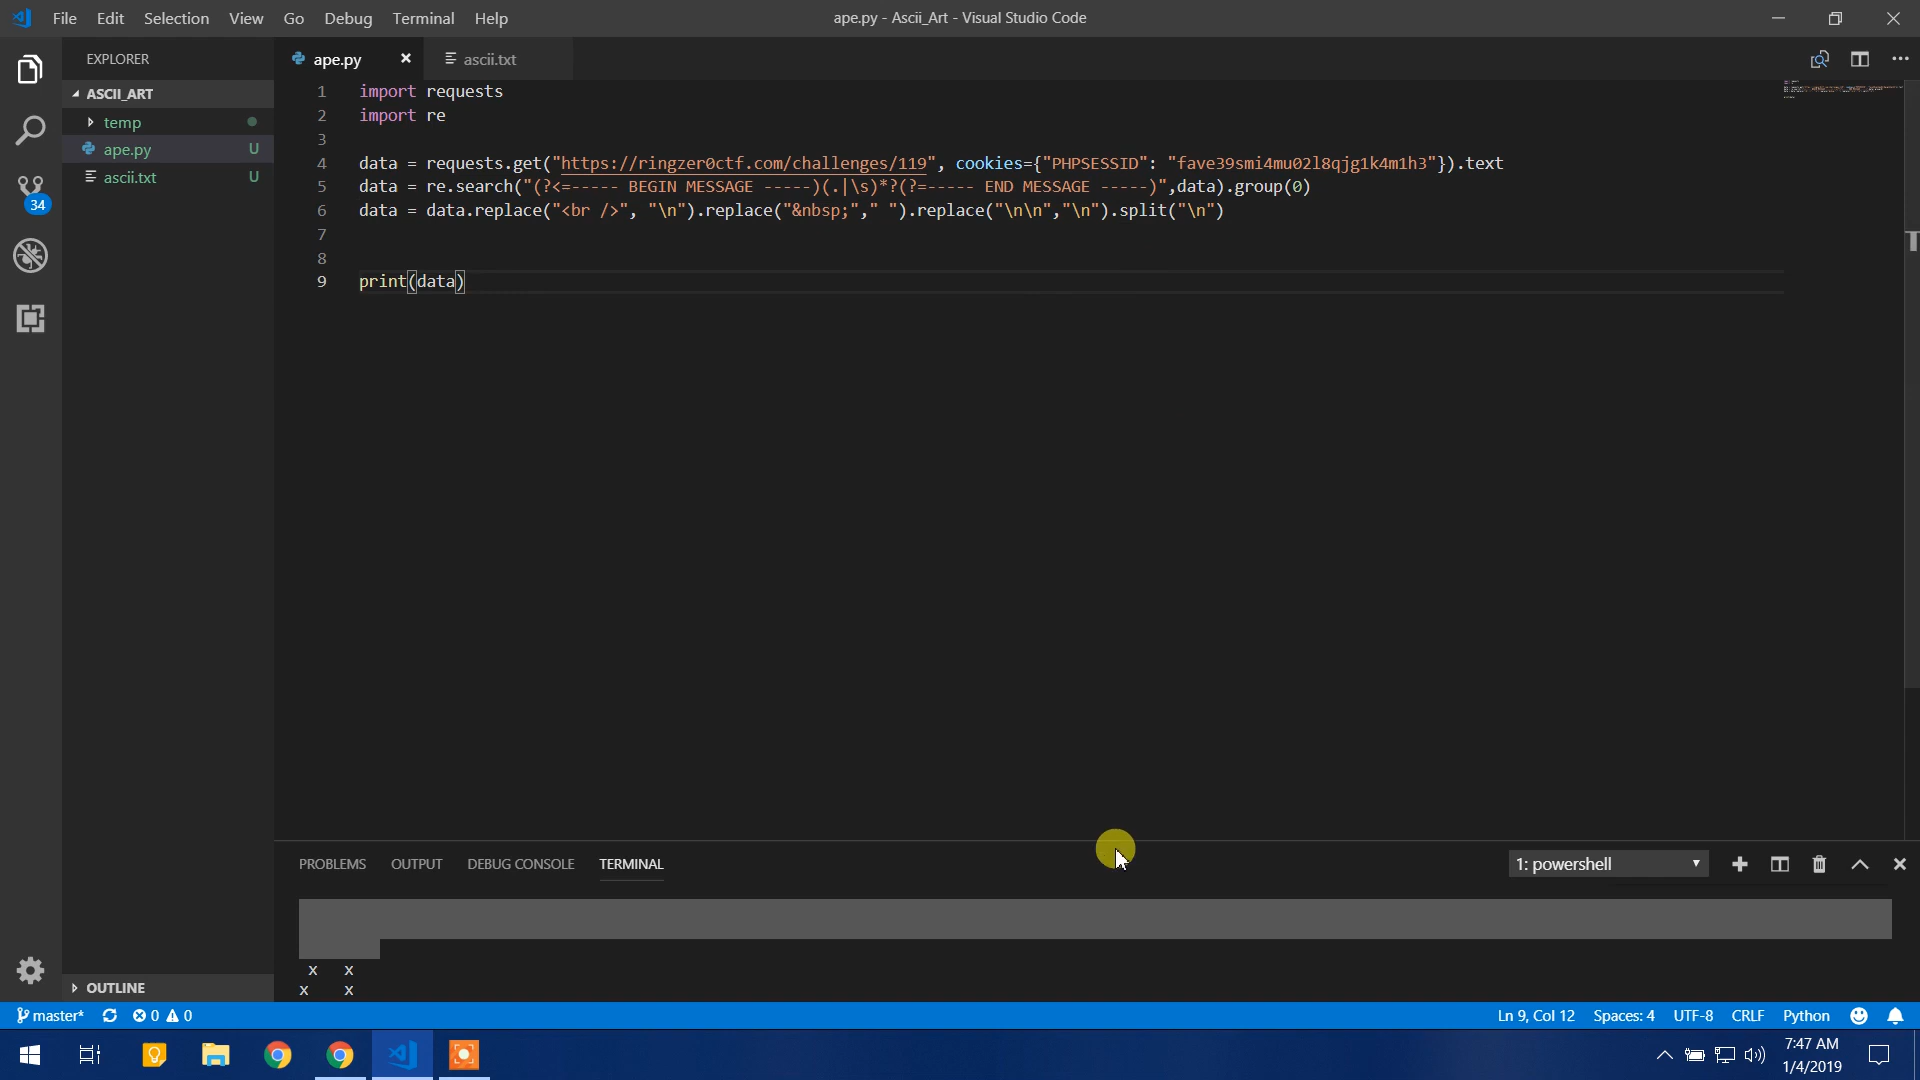 File Edit Selection View Go Debug Terminal Help
ape.py - Ascii_Art - Visual Studio Code
EXPLORER
ASCII_ART
temp
ape.py U
ascii.txt U
34
OUTLINE
ape.py
ascii.txt
1 import requests
2 import re
3
4 data = requests.get("https://ringzer0ctf.com/challenges/119", cookies={"PHPSESSID": "fave39smi4mu02l8qjg1k4m1h3"}).text
5 data = re.search("(?<=----- BEGIN MESSAGE -----)(.|\s)*?(?=----- END MESSAGE -----)",data).group(0)
6 data = data.replace("<br />", "\n").replace("&nbsp;"," ").replace("\n\n","\n").split("\n")
7
8
9 print(data)
PROBLEMS OUTPUT DEBUG CONSOLE TERMINAL
1: powershell
x x
x x
master* 0 0
Ln 9, Col 12 Spaces: 4 UTF-8 CRLF Python
7:47 AM
1/4/2019